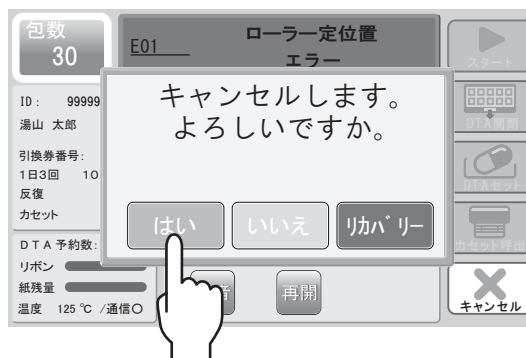 包数
30
E01
ローラー定位置
エラー
スタート
ID: 99999
湯山 太郎
引換券番号:
1日3回 10
反復
カセット
キャンセルします。
よろしいですか。
はい
いいえ
リカバリー
DTA開閉
DTAセット
カセット呼出
DTA予約数:
リボン
紙残量
温度 125℃ /通信○
音
再開
キャンセル